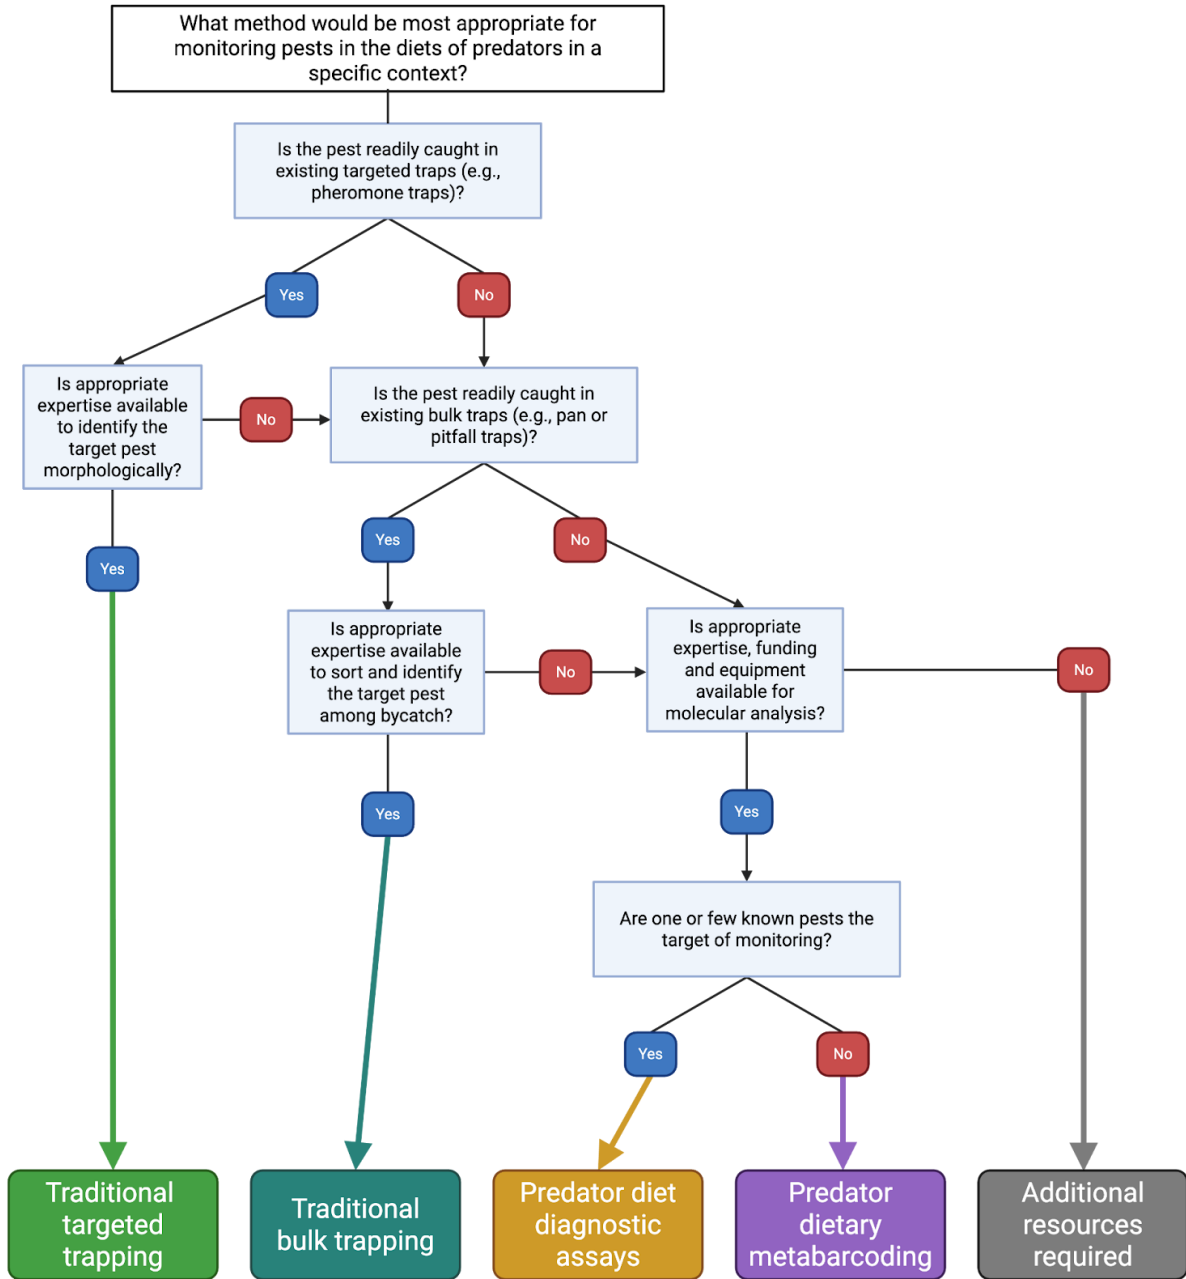 What method would be most appropriate for
monitoring pests in the diets of predators in a
specific context?
Is the pest readily caught in
existing targeted traps (e.g.,
pheromone traps)?
Yes
No
Is appropriate
expertise available
to identify the
target pest
morphologically?
No
Is the pest readily caught in
existing bulk traps (e.g., pan or
pitfall traps)?
Yes
Yes
No
Is appropriate
expertise available
to sort and identify
the target pest
among bycatch?
No
Is appropriate
expertise, funding
and equipment
available for
molecular analysis?
No
Yes
Yes
Are one or few known pests the
target of monitoring?
Yes
No
Traditional
targeted
trapping
Traditional
bulk trapping
Predator diet
diagnostic
assays
Predator
dietary
metabarcoding
Additional
resources
required